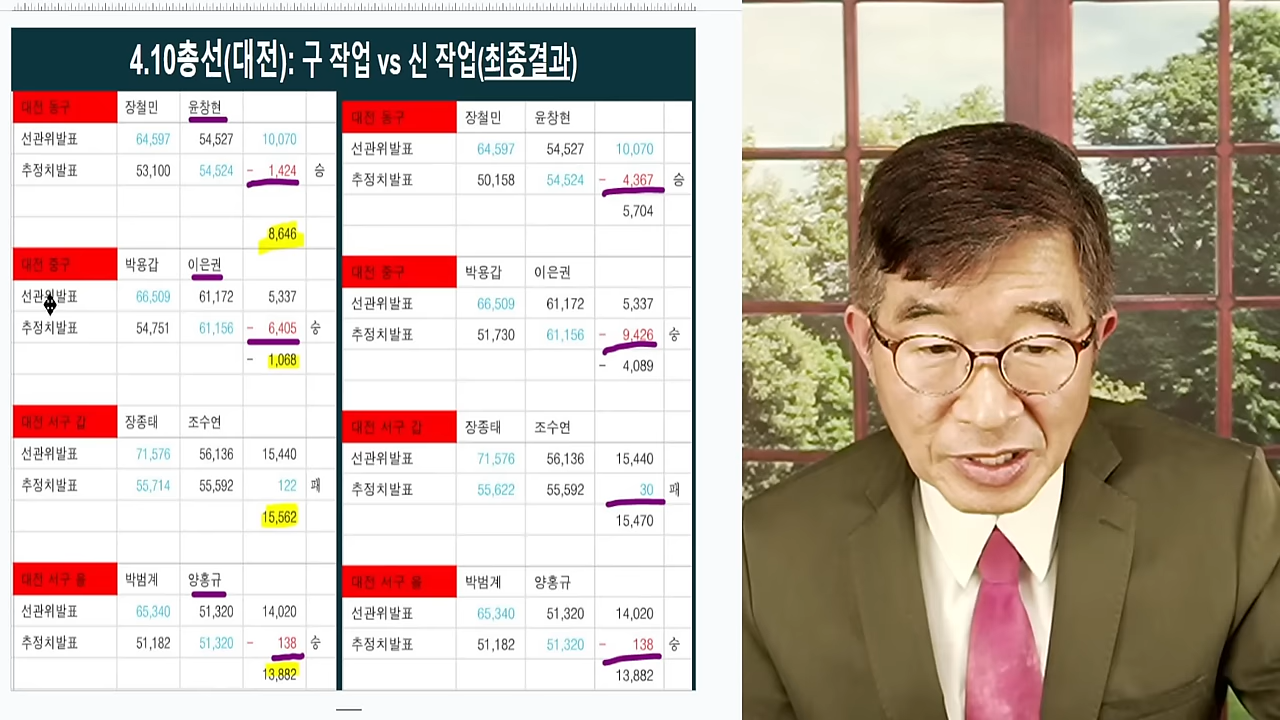 4.10총선(대전): 구 작업 vs 신 작업(최종결과)
대전 동구 장철민 윤창현
선관위발표 64,597 54,527 10,070
추정치발표 53,100 54,524 - 1,424 승
8,646
대전 중구 박용갑 이은권
선관위발표 66,509 61,172 5,337
추정치발표 54,751 61,156 - 6,405 승
- 1,068
대전 서구 갑 장종태 조수연
선관위발표 71,576 56,136 15,440
추정치발표 55,714 55,592 122 패
15,562
대전 서구 을 박범계 양홍규
선관위발표 65,340 51,320 14,020
추정치발표 51,182 51,320 - 138 승
13,882
대전 동구 장철민 윤창현
선관위발표 64,597 54,527 10,070
추정치발표 50,158 54,524 - 4,367 승
5,704
대전 중구 박용갑 이은권
선관위발표 66,509 61,172 5,337
추정치발표 51,730 61,156 - 9,426 승
- 4,089
대전 서구 갑 장종태 조수연
선관위발표 71,576 56,136 15,440
추정치발표 55,622 55,592 30 패
15,470
대전 서구 을 박범계 양홍규
선관위발표 65,340 51,320 14,020
추정치발표 51,182 51,320 - 138 승
13,882